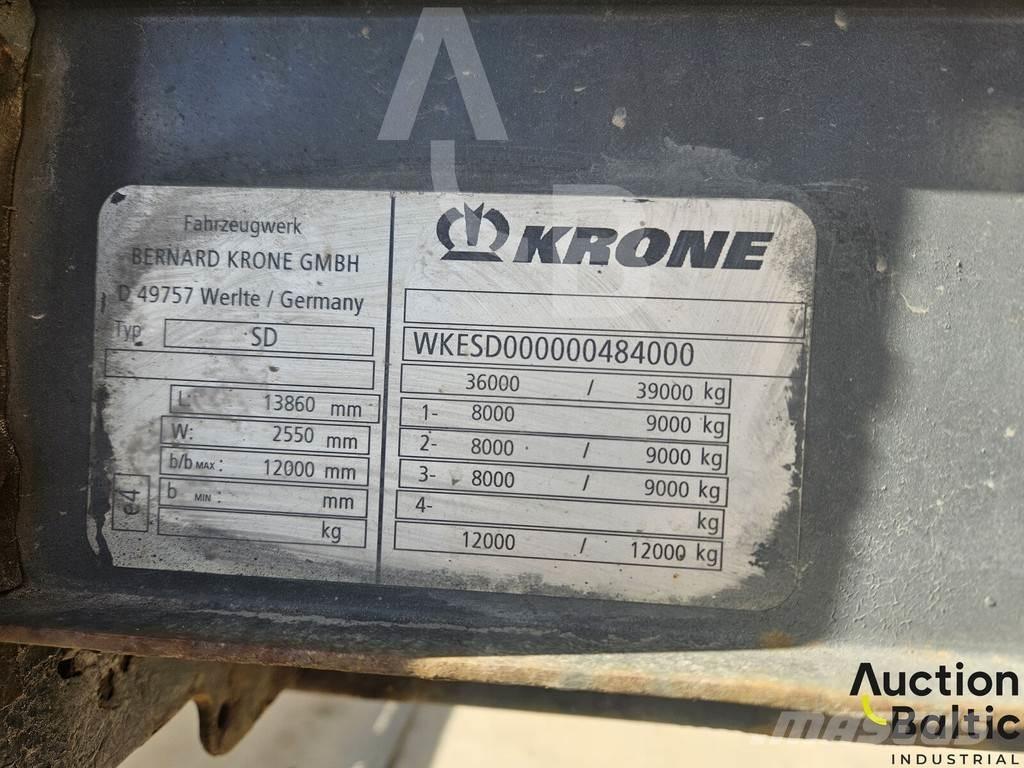 Fahrzeugwerk
BERNARD KRONE GMBH
D 49757 Werlte / Germany
Typ SD
L: 13860 mm
W: 2550 mm
b/b MAX : 12000 mm
b MIN : mm
kg
e4
KRONE
WKESD000000484000
36000 / 39000 kg
1- 8000 9000 kg
2- 8000 / 9000 kg
3- 8000 / 9000 kg
4- kg
12000 / 12000 kg
A
B
Auction
Baltic
INDUSTRIAL
MASCUS